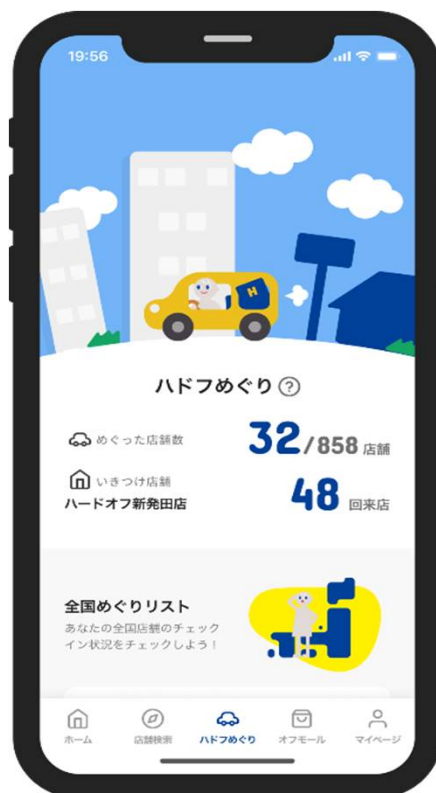 19:56
H
ハドフめぐり ?
めぐった店舗数 32/858 店舗
いきつけ店舗
ハードオフ新発田店 48 回来店
全国めぐりリスト
あなたの全国店舗のチェック
イン状況をチェックしよう！
ホーム 店舗検索 ハドフめぐり オフモール マイページ